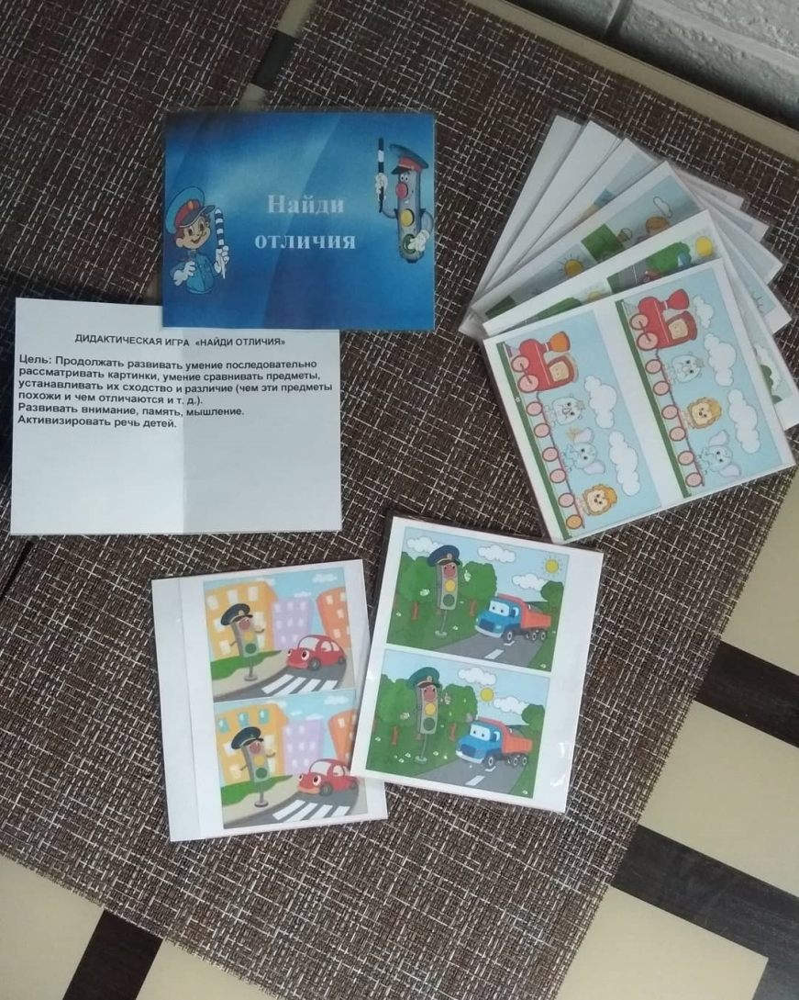 Найди
отличия
ДИДАКТИЧЕСКАЯ ИГРА «НАЙДИ ОТЛИЧИЯ»
Цель: Продолжать развивать умение последовательно
рассматривать картинки, умение сравнивать предметы,
устанавливать их сходство и различие (чем эти предметы
похожи и чем отличаются и т. д.).
Развивать внимание, память, мышление.
Активизировать речь детей.